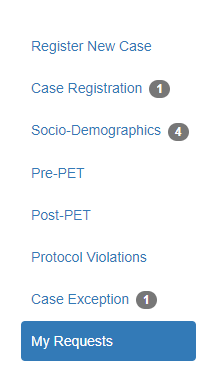 Register New Case
Case Registration 1
Socio-Demographics 4
Pre-PET
Post-PET
Protocol Violations
Case Exception 1
My Requests